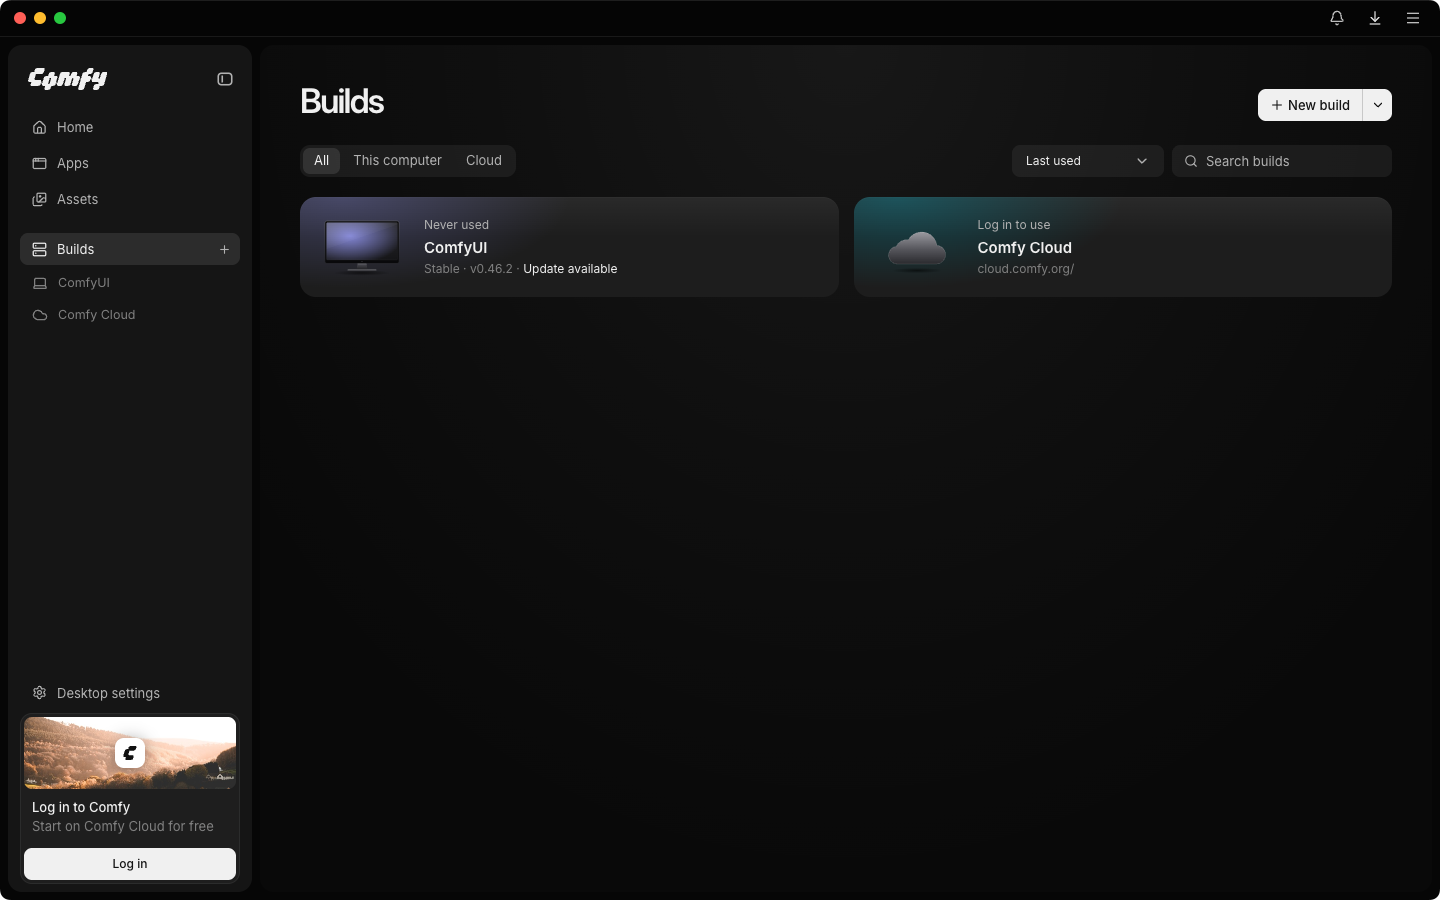 Comfy
Home
Apps
Assets
Builds
ComfyUI
Comfy Cloud
Desktop settings
Log in to Comfy
Start on Comfy Cloud for free
Log in
Builds
New build
All
This computer
Cloud
Last used
Search builds
Never used
ComfyUI
Stable · v0.46.2 · Update available
Log in to use
Comfy Cloud
cloud.comfy.org/